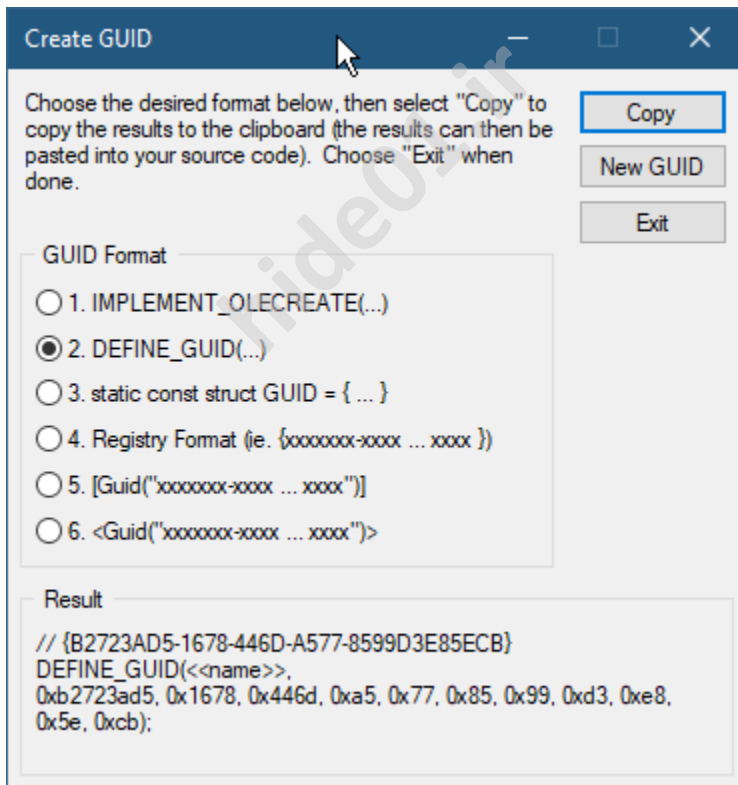 Create GUID
Choose the desired format below, then select "Copy" to
copy the results to the clipboard (the results can then be
pasted into your source code).  Choose "Exit" when
done.
Copy
New GUID
Exit
GUID Format
1. IMPLEMENT_OLECREATE(...)
2. DEFINE_GUID(...)
3. static const struct GUID = { ... }
4. Registry Format (ie. {xxxxxxx-xxxx ... xxxx })
5. [Guid("xxxxxxx-xxxx ... xxxx")]
6. <Guid("xxxxxxx-xxxx ... xxxx")>
Result
// {B2723AD5-1678-446D-A577-8599D3E85ECB}
DEFINE_GUID(<<name>>,
0xb2723ad5, 0x1678, 0x446d, 0xa5, 0x77, 0x85, 0x99, 0xd3, 0xe8,
0x5e, 0xcb);
hide01.ir